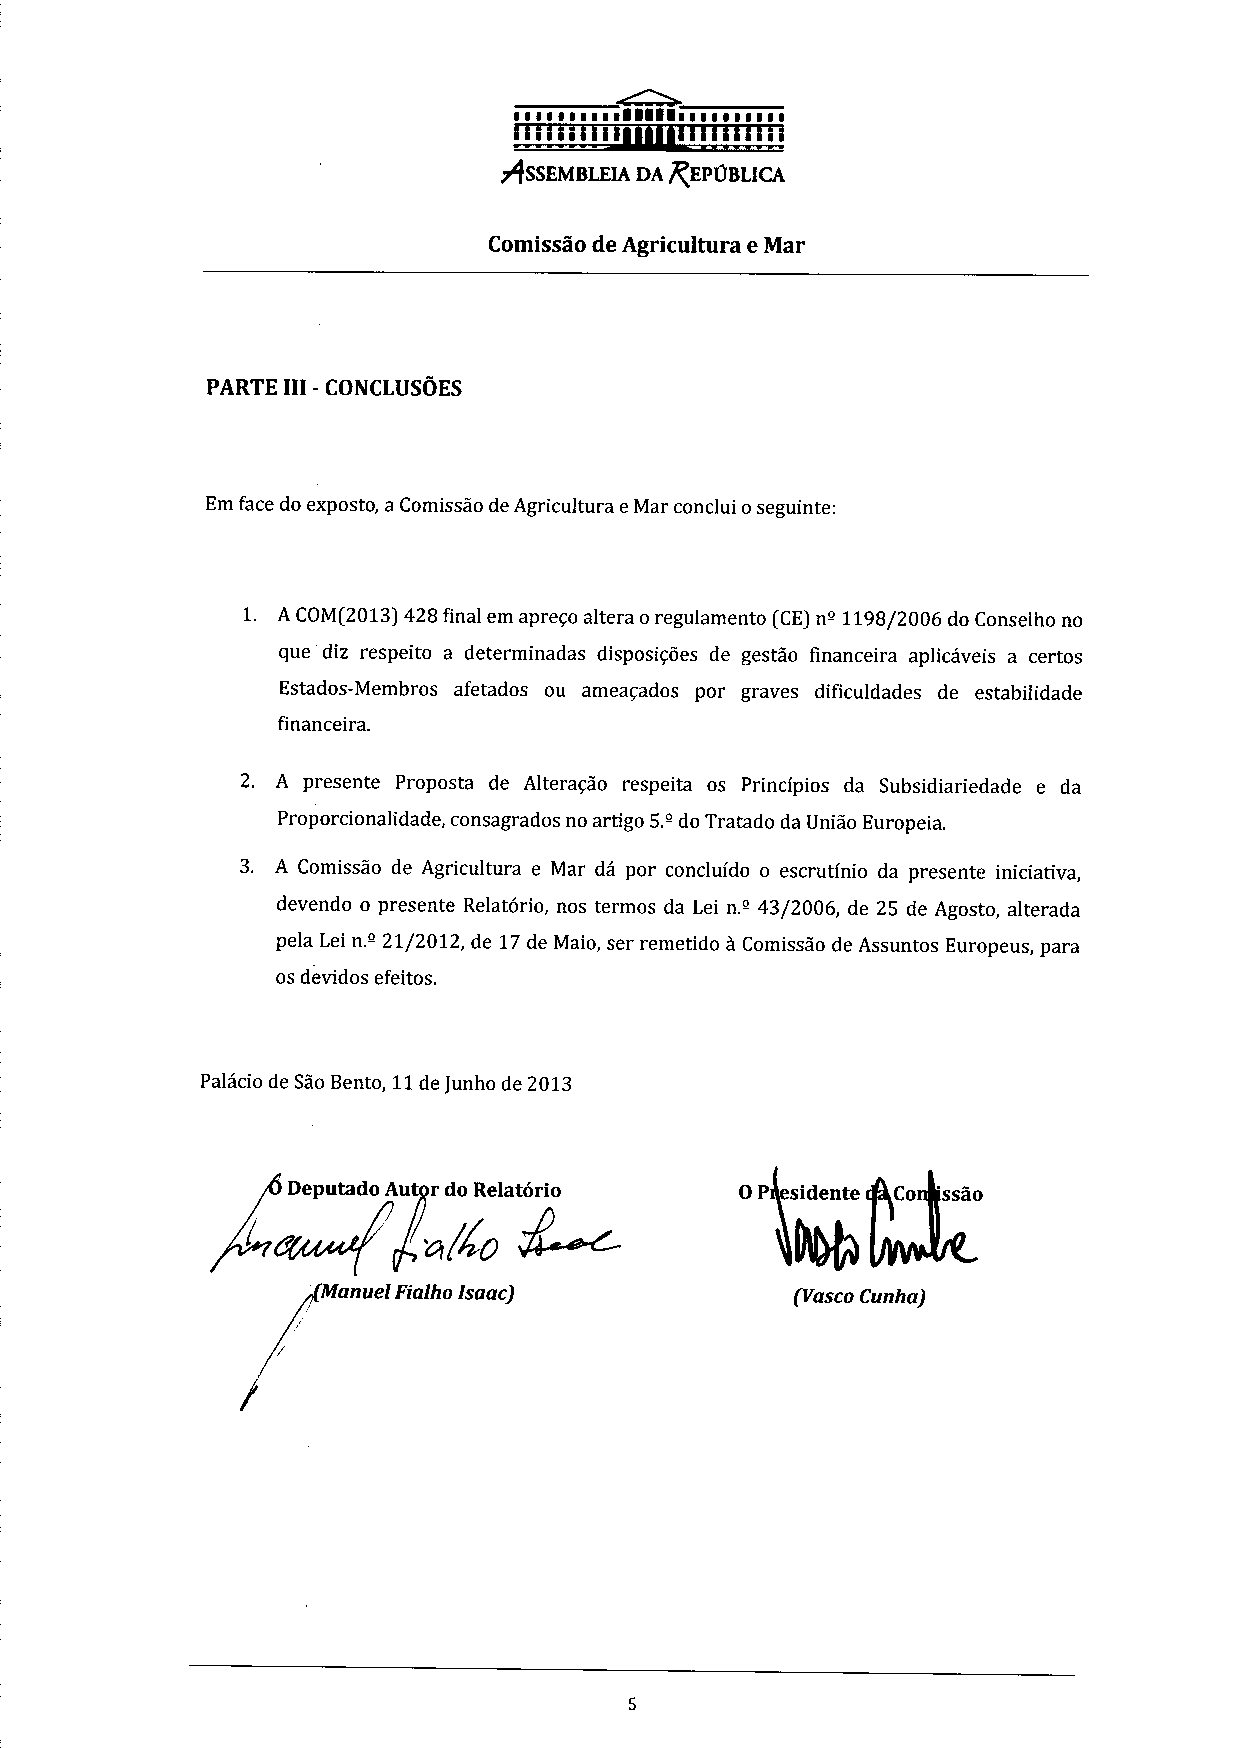 ASSEMBLEIA DA REPÚBLICA
Comissão de Agricultura e Mar
PARTE III - CONCLUSÕES
Em face do exposto, a Comissão de Agricultura e Mar conclui o seguinte:
1. A COM(2013) 428 final em apreço altera o regulamento (CE) nº 1198/2006 do Conselho no
que diz respeito a determinadas disposições de gestão financeira aplicáveis a certos
Estados-Membros afetados ou ameaçados por graves dificuldades de estabilidade
financeira.
2. A presente Proposta de Alteração respeita os Princípios da Subsidiariedade e da
Proporcionalidade, consagrados no artigo 5.º do Tratado da União Europeia.
3. A Comissão de Agricultura e Mar dá por concluído o escrutínio da presente iniciativa,
devendo o presente Relatório, nos termos da Lei n.º 43/2006, de 25 de Agosto, alterada
pela Lei n.º 21/2012, de 17 de Maio, ser remetido à Comissão de Assuntos Europeus, para
os devidos efeitos.
Palácio de São Bento, 11 de Junho de 2013
O Deputado Autor do Relatório O Presidente da Comissão
Manuel Fialho Isaac Vasco Cunha
(Manuel Fialho Isaac) (Vasco Cunha)
5